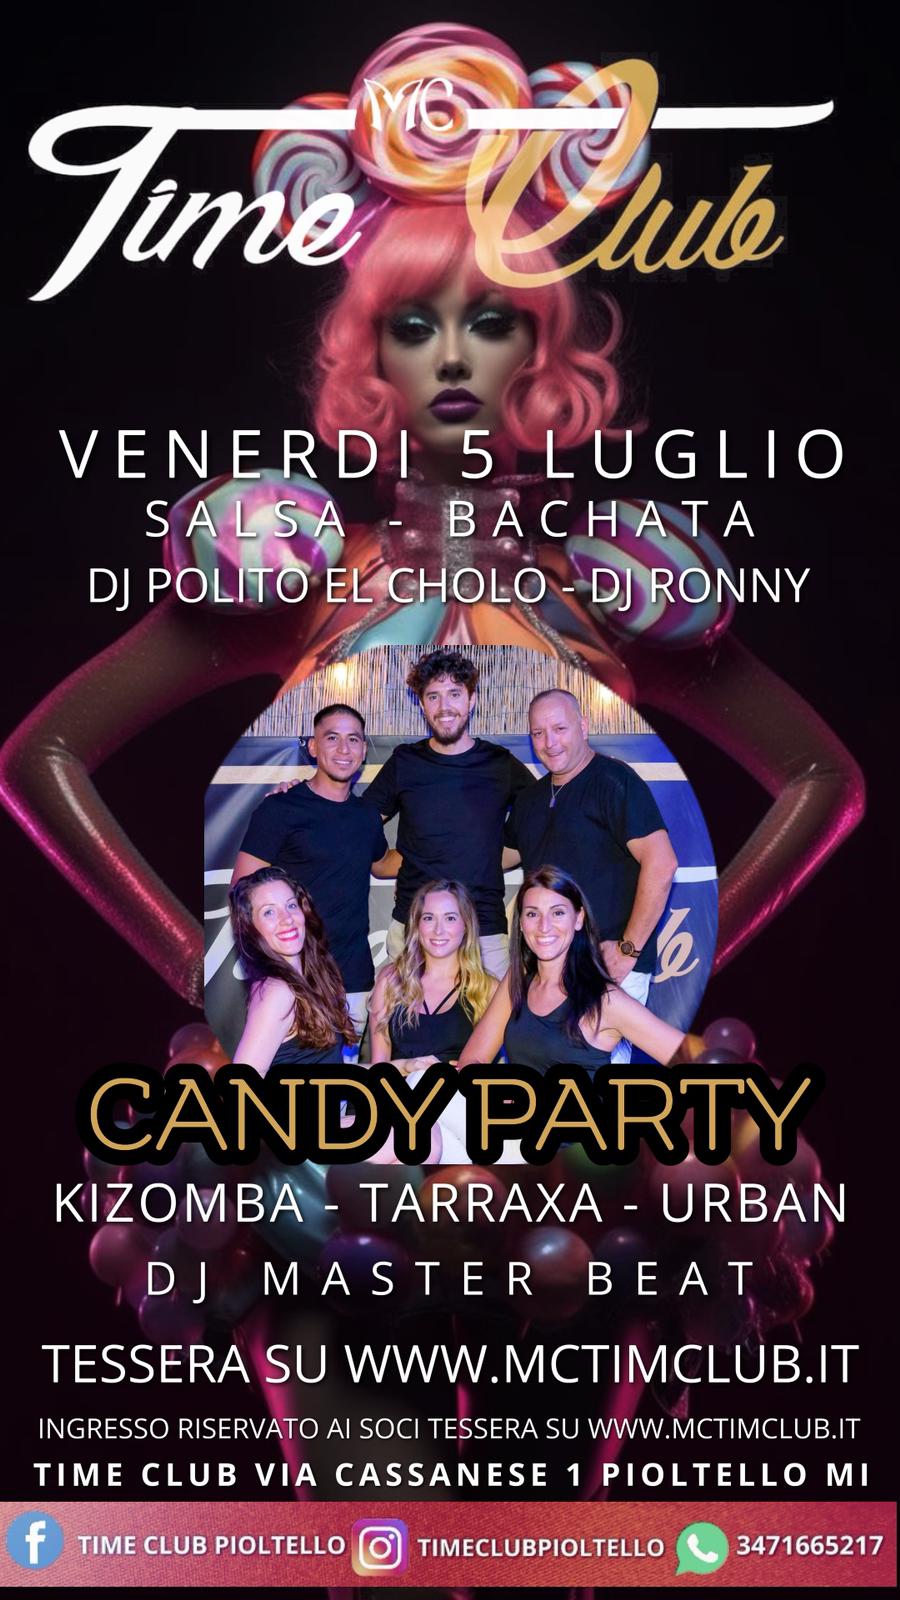 MC
Time Club
VENERDI 5 LUGLIO
SALSA - BACHATA
DJ POLITO EL CHOLO - DJ RONNY
CANDY PARTY
KIZOMBA - TARRAXA - URBAN
DJ MASTER BEAT
TESSERA SU WWW.MCTIMCLUB.IT
INGRESSO RISERVATO AI SOCI TESSERA SU WWW.MCTIMCLUB.IT
TIME CLUB VIA CASSANESE 1 PIOLTELLO MI
TIME CLUB PIOLTELLO TIMECLUBPIOLTELLO 3471665217